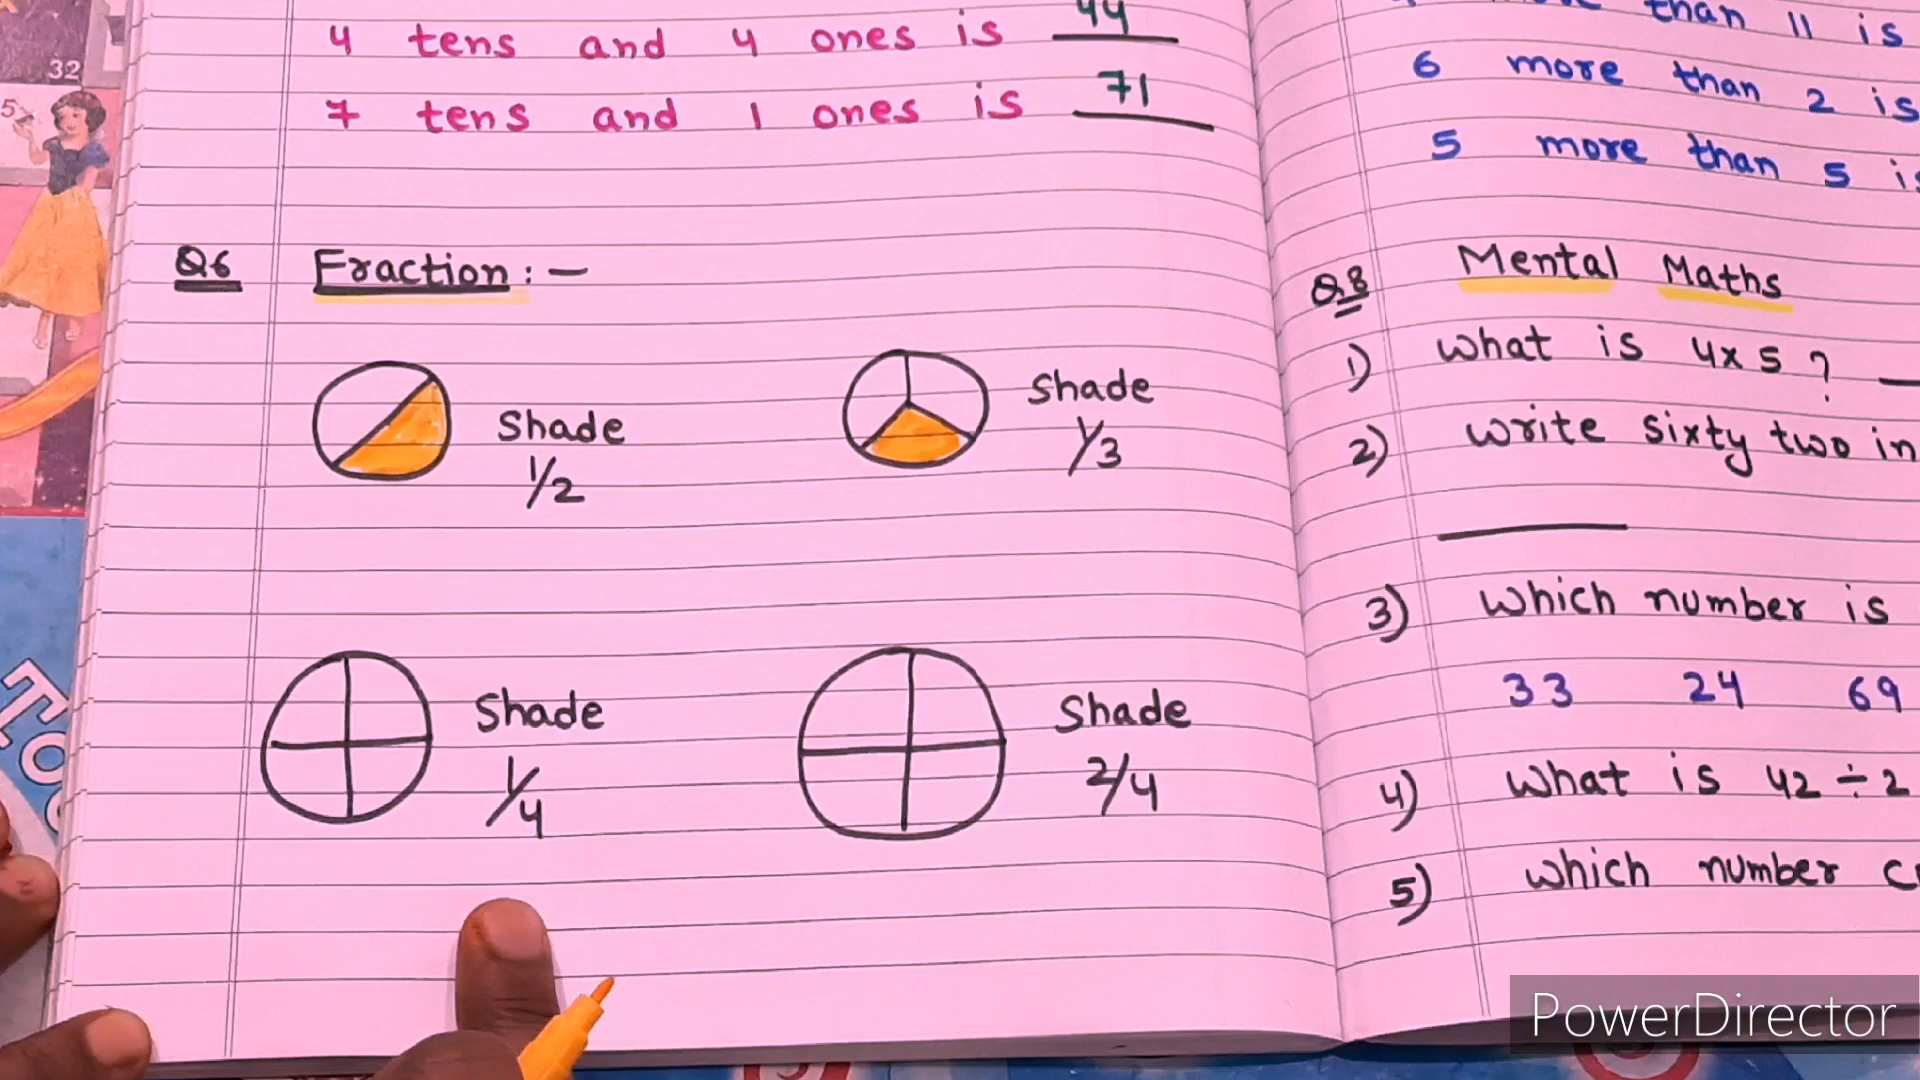 4 tens and 4 ones is 44
7 tens and 1 ones is 71
Q6 Fraction:-
Shade
1/2
Shade
1/3
Shade
1/4
Shade
2/4
than 11 is
6 more than 2 is
5 more than 5 is
Q8 Mental Maths
1) What is 4x5?
2) Write sixty two in
3) Which number is
33 24 69
4) What is 42÷2
5) which number
32
5
PowerDirector